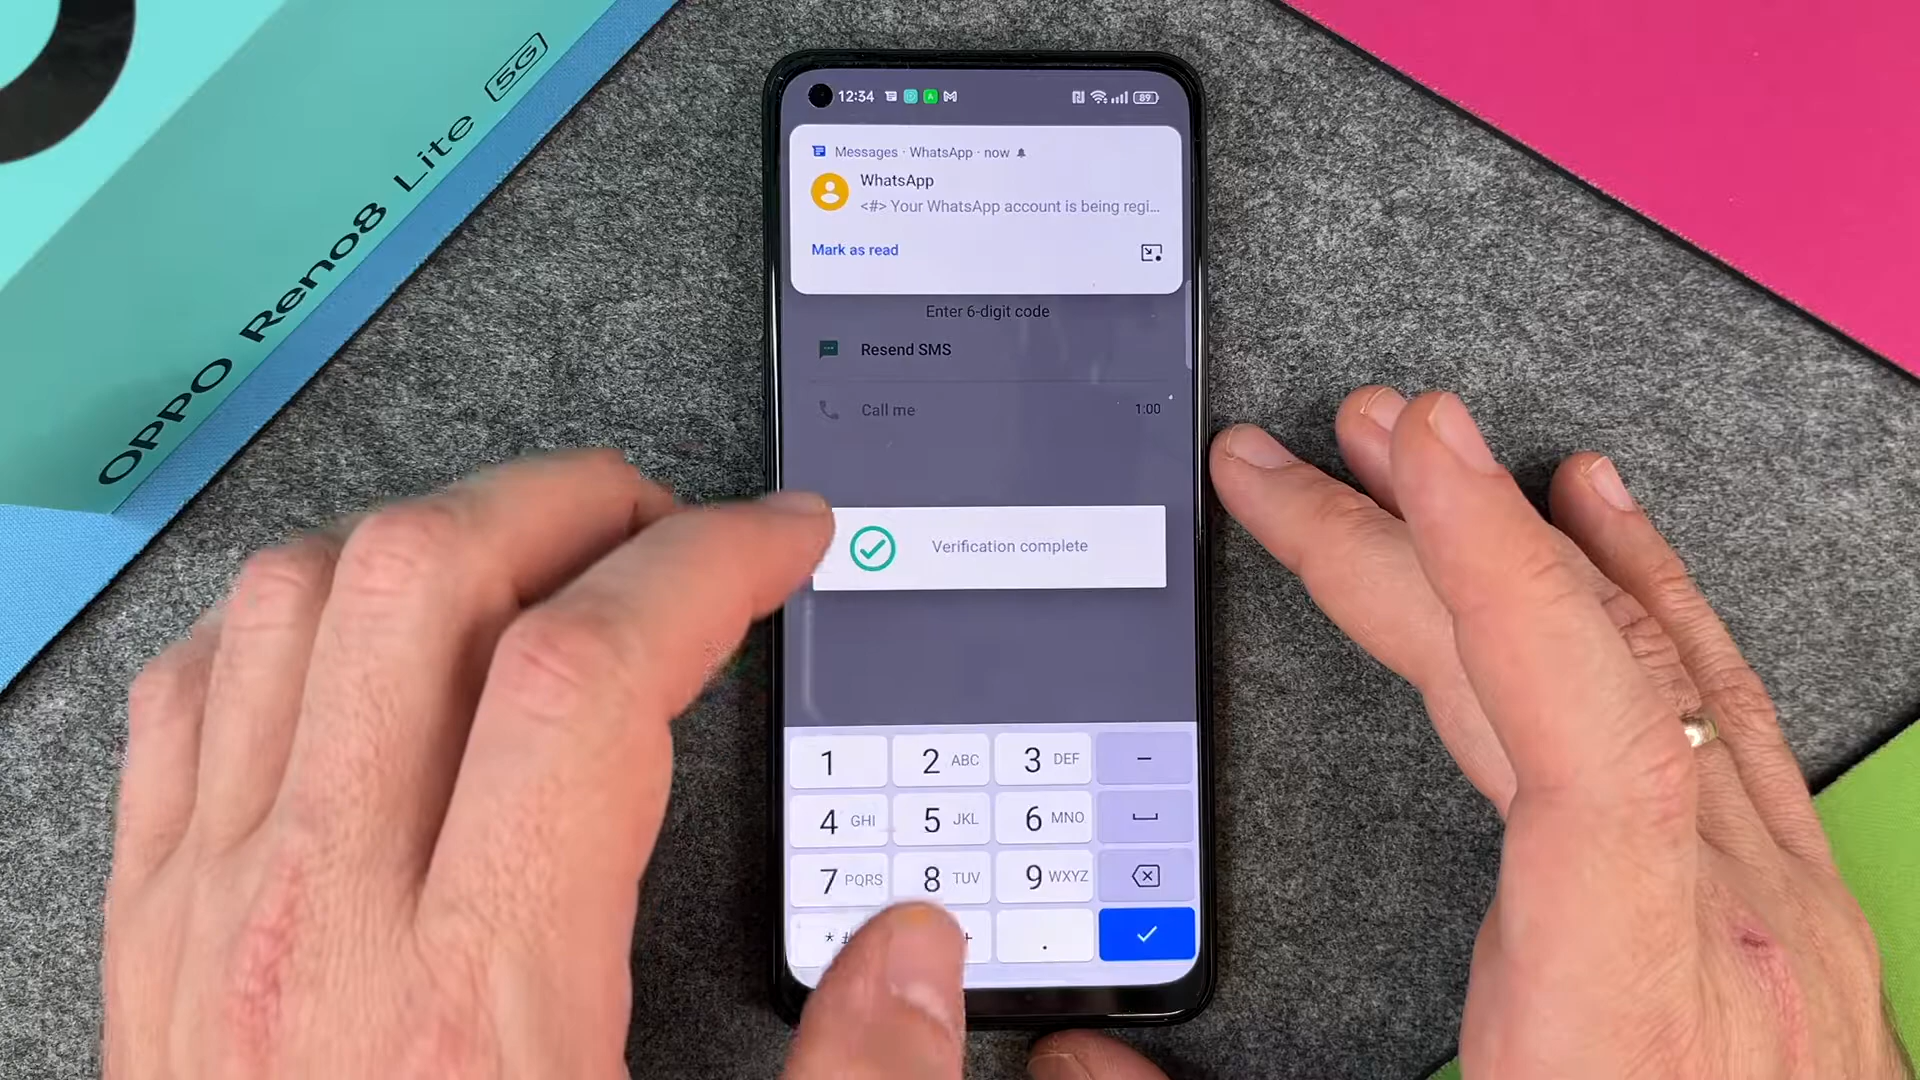 OPPO Reno8 Lite 5G
12:34
89
Messages · WhatsApp · now
WhatsApp
<#> Your WhatsApp account is being regi...
Mark as read
Enter 6-digit code
Resend SMS
Call me 1:00
Verification complete
1 2 ABC 3 DEF -
4 GHI 5 JKL 6 MNO
7 PQRS 8 TUV 9 WXYZ
* # + .